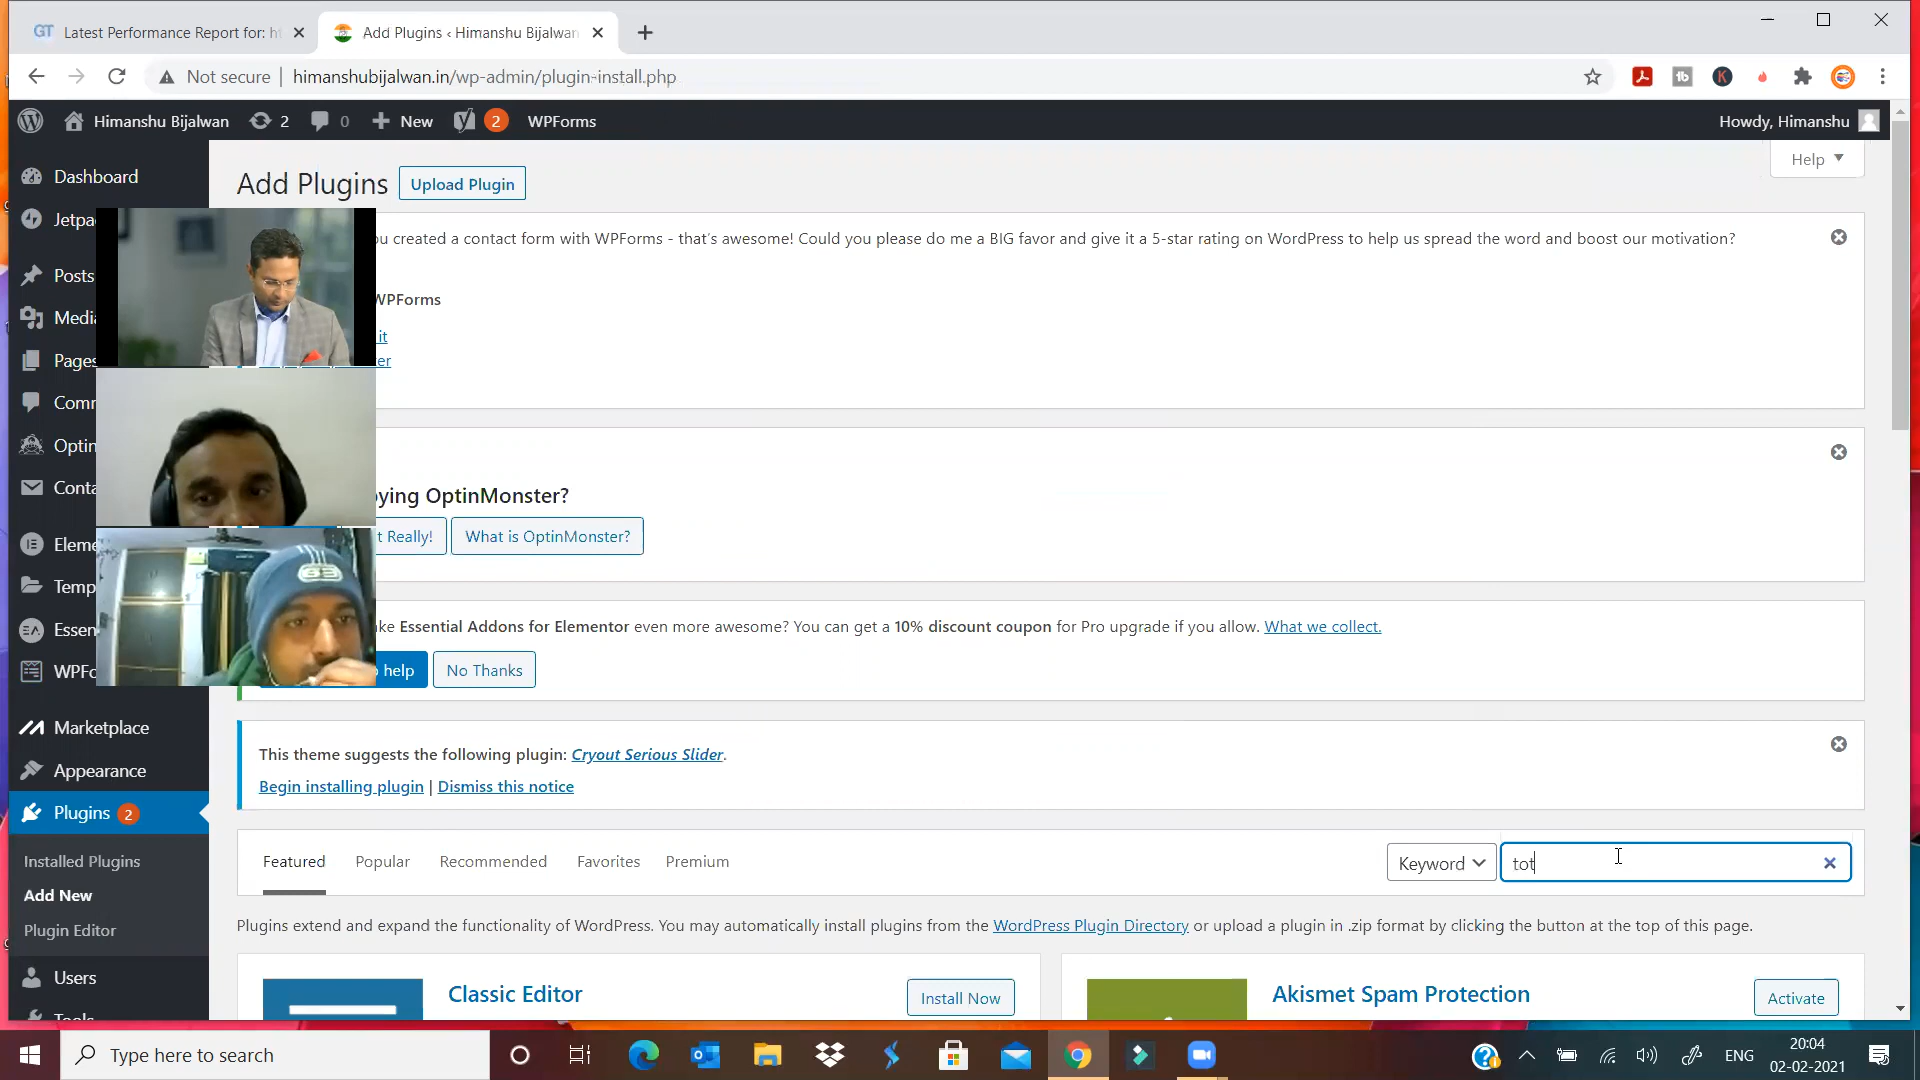 GT Latest Performance Report for: ht
Add Plugins ‹ Himanshu Bijalwan
Not secure | himanshubijalwan.in/wp-admin/plugin-install.php
Himanshu Bijalwan 2 0 + New 2 WPForms
Howdy, Himanshu
Help
Add Plugins Upload Plugin
Dashboard
Jetpa
Posts
Media
Pages
Com
Optin
Conta
Eleme
Temp
Essen
WPFo
Marketplace
Appearance
Plugins 2
Installed Plugins
Add New
Plugin Editor
Users
Tools
u created a contact form with WPForms - that's awesome! Could you please do me a BIG favor and give it a 5-star rating on WordPress to help us spread the word and boost our motivation?
WPForms
it
er
ying OptinMonster?
t Really! What is OptinMonster?
ke Essential Addons for Elementor even more awesome? You can get a 10% discount coupon for Pro upgrade if you allow. What we collect.
help No Thanks
This theme suggests the following plugin: Cryout Serious Slider.
Begin installing plugin | Dismiss this notice
Featured Popular Recommended Favorites Premium
Keyword tot
Plugins extend and expand the functionality of WordPress. You may automatically install plugins from the WordPress Plugin Directory or upload a plugin in .zip format by clicking the button at the top of this page.
Classic Editor Install Now
Akismet Spam Protection Activate
Type here to search
ENG
20:04
02-02-2021